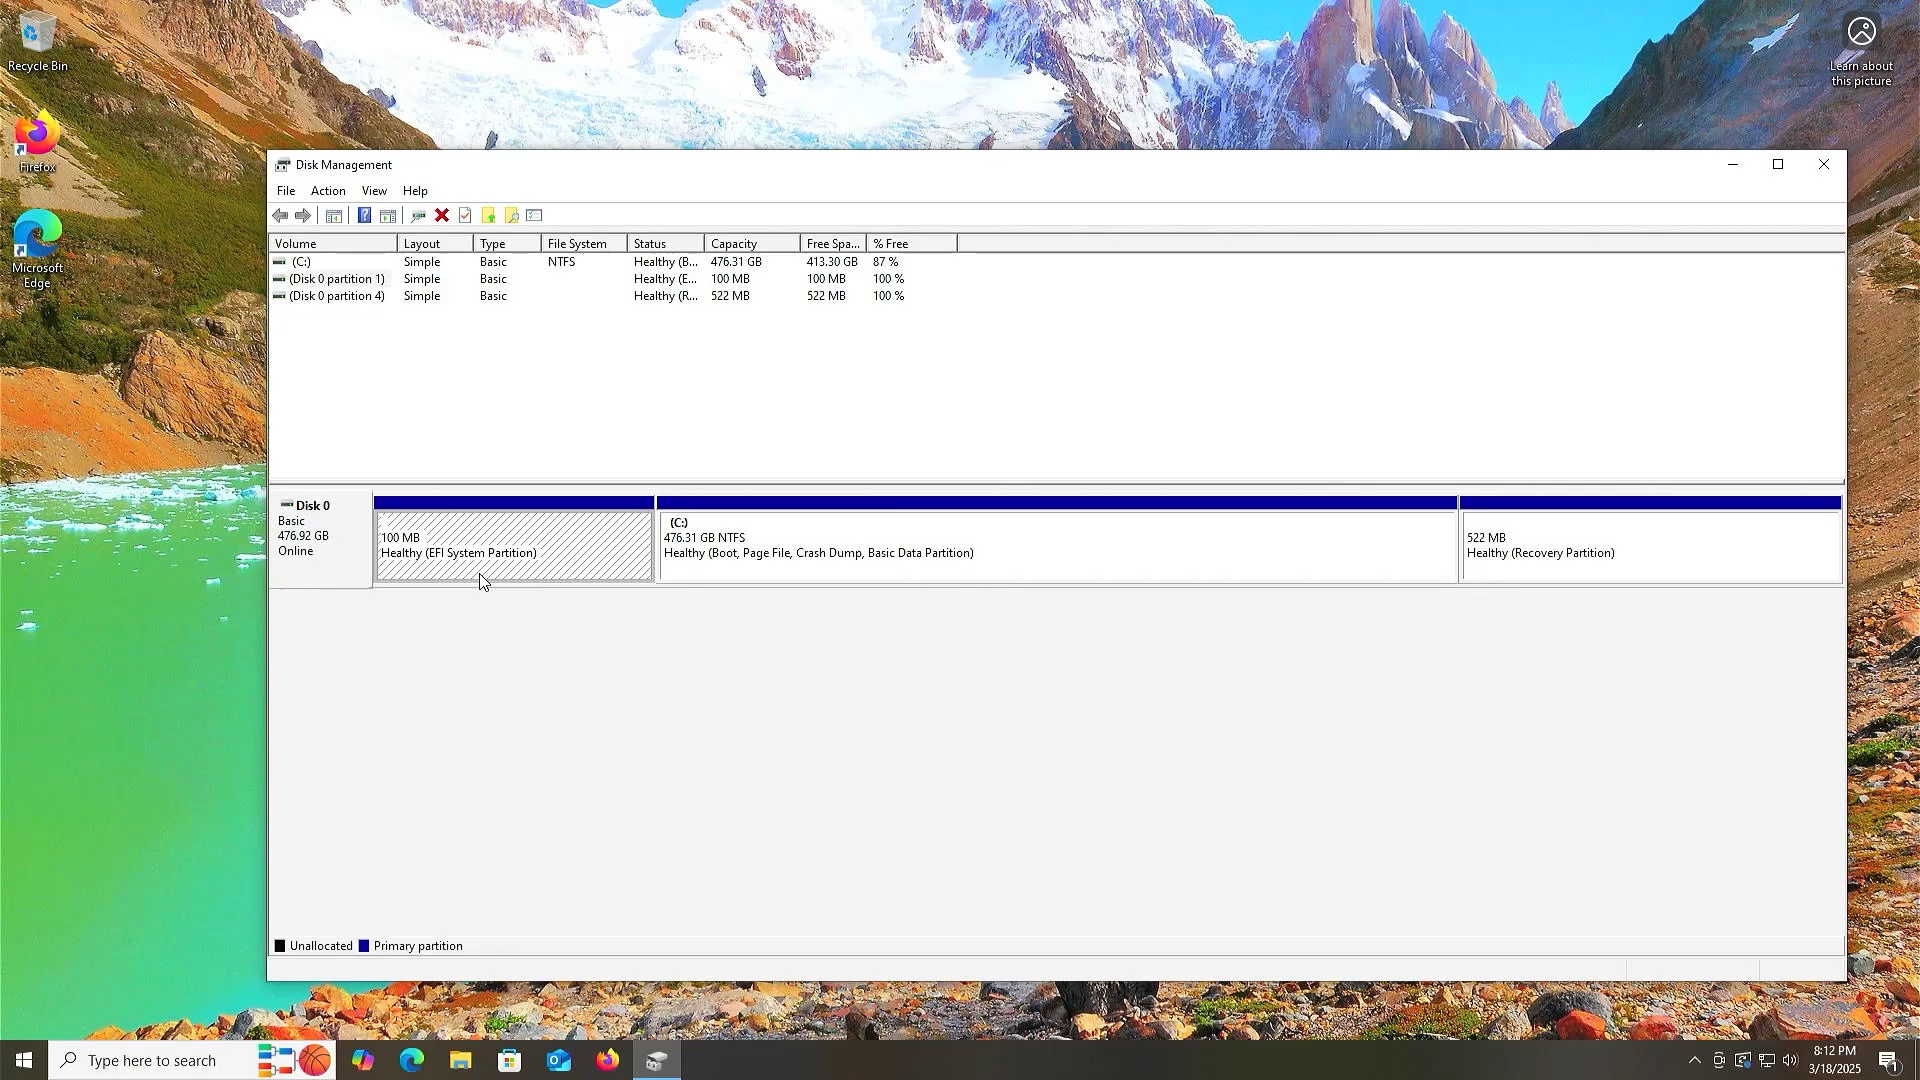 Recycle Bin
Learn about
this picture
Firefox
Microsoft
Edge
Disk Management
File Action View Help
Volume Layout Type File System Status Capacity Free Spa... % Free
(C:) Simple Basic NTFS Healthy (B... 476.31 GB 413.30 GB 87 %
(Disk 0 partition 1) Simple Basic Healthy (E... 100 MB 100 MB 100 %
(Disk 0 partition 4) Simple Basic Healthy (R... 522 MB 522 MB 100 %
Disk 0
Basic
476.92 GB
Online
100 MB
Healthy (EFI System Partition)
(C:)
476.31 GB NTFS
Healthy (Boot, Page File, Crash Dump, Basic Data Partition)
522 MB
Healthy (Recovery Partition)
Unallocated Primary partition
Type here to search
8:12 PM
3/18/2025
1